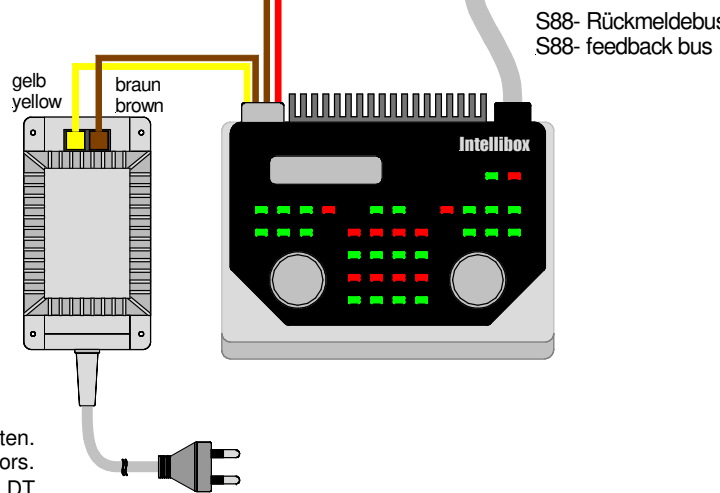 S88- Rückmeldebus
S88- feedback bus
gelb
yellow
braun
brown
Intellibox
ten.
ors.
DT